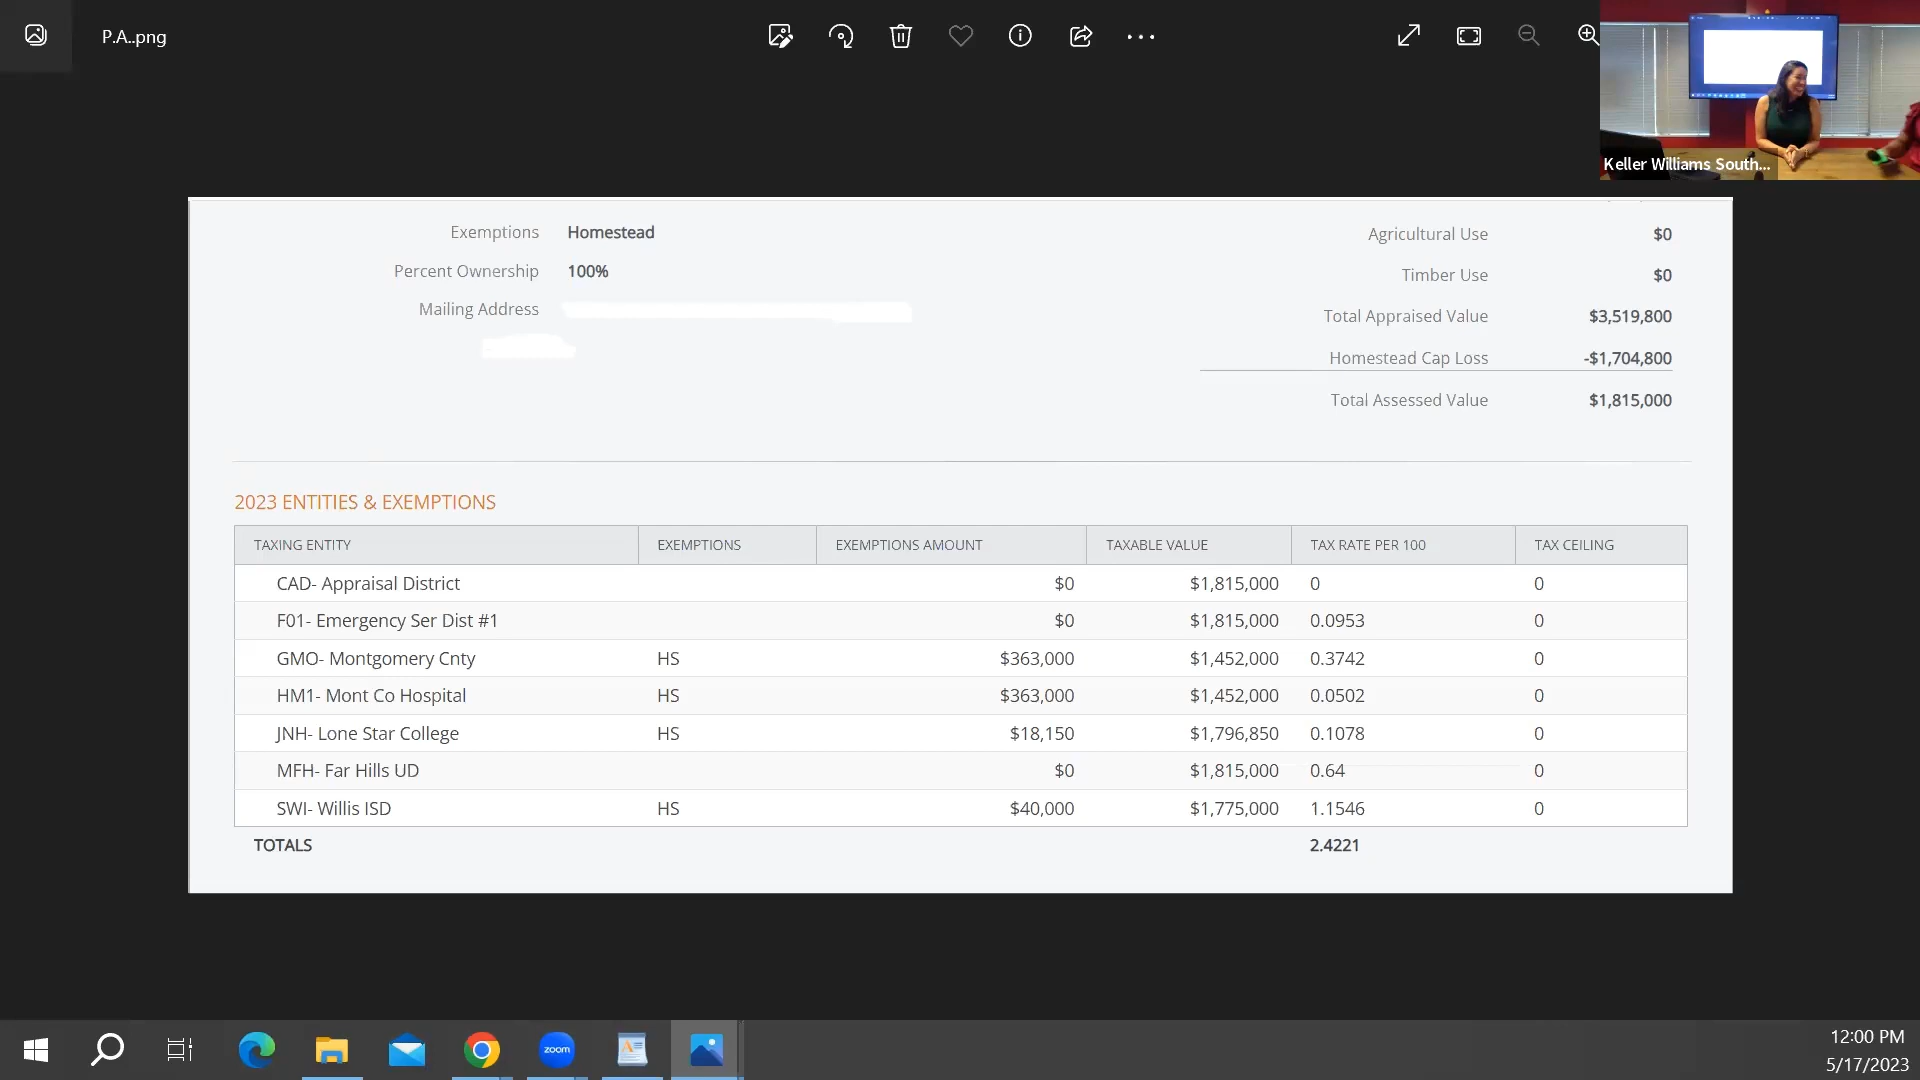 P.A..png
Keller Williams South...
Exemptions Homestead
Percent Ownership 100%
Mailing Address
Agricultural Use $0
Timber Use $0
Total Appraised Value $3,519,800
Homestead Cap Loss -$1,704,800
Total Assessed Value $1,815,000
2023 ENTITIES & EXEMPTIONS
TAXING ENTITY EXEMPTIONS EXEMPTIONS AMOUNT TAXABLE VALUE TAX RATE PER 100 TAX CEILING
CAD- Appraisal District $0 $1,815,000 0 0
F01- Emergency Ser Dist #1 $0 $1,815,000 0.0953 0
GMO- Montgomery Cnty HS $363,000 $1,452,000 0.3742 0
HM1- Mont Co Hospital HS $363,000 $1,452,000 0.0502 0
JNH- Lone Star College HS $18,150 $1,796,850 0.1078 0
MFH- Far Hills UD $0 $1,815,000 0.64 0
SWI- Willis ISD HS $40,000 $1,775,000 1.1546 0
TOTALS 2.4221
zoom
12:00 PM
5/17/2023